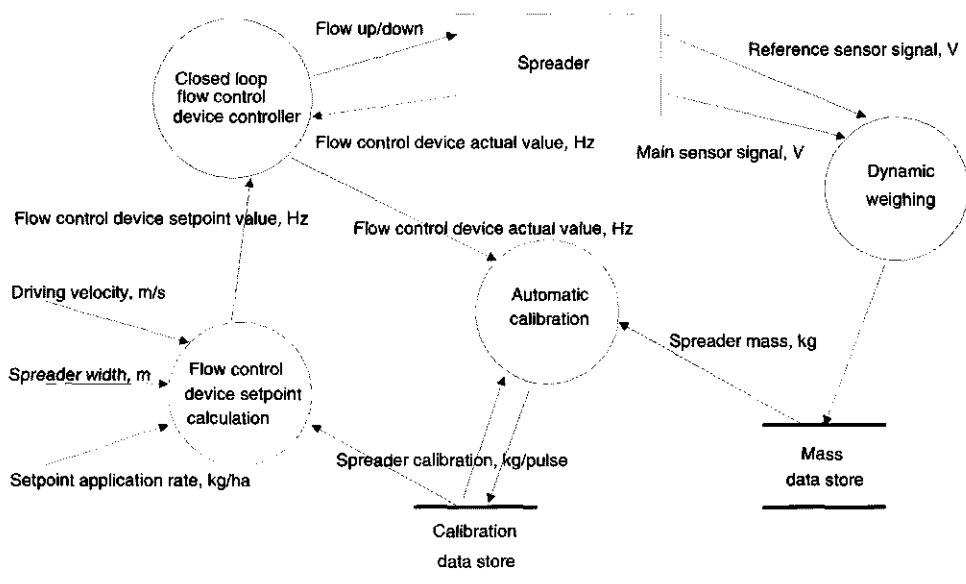 Flow up/down
Spreader
Reference sensor signal, V
Closed loop
flow control
device controller
Flow control device actual value, Hz
Main sensor signal, V
Dynamic
weighing
Flow control device setpoint value, Hz
Flow control device actual value, Hz
Driving velocity, m/s
Automatic
calibration
Spreader mass, kg
Spreader width, m
Flow control
device setpoint
calculation
Setpoint application rate, kg/ha
Spreader calibration, kg/pulse
Mass
data store
Calibration
data store